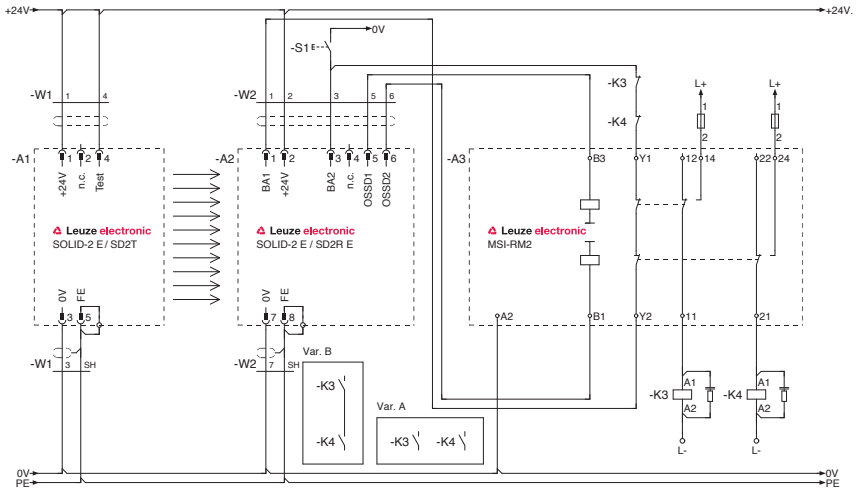 +24V +24V.
0V
-S1
-K3
L+ L+
-W1 1 4 -W2 1 2 3 5 6
1 1
-K4
2 2
-A1 1 2 4 -A2 1 2 3 4 5 6 -A3 B3 Y1 12 14 22 24
+24V n.c. Test BA1 +24V BA2 n.c. OSSD1 OSSD2
Leuze electronic Leuze electronic Leuze electronic
SOLID-2 E / SD2T SOLID-2 E / SD2R E MSI-RM2
0V FE 0V FE
3 5 7 8 A2 B1 Y2 11 21
Var. B
-W1 3 SH -W2 7 SH
-K3
A1 A1
-K3 -K4
Var. A
A2 A2
-K4 -K3 -K4
L- L-
0V 0V
PE PE